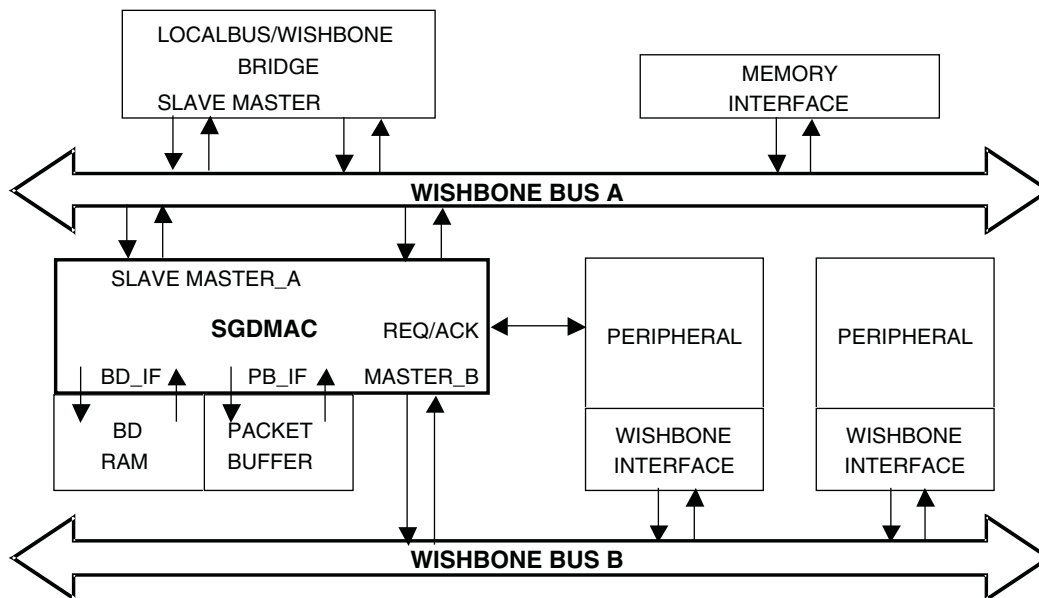 LOCALBUS/WISHBONE
BRIDGE
SLAVE MASTER
MEMORY
INTERFACE
WISHBONE BUS A
SLAVE MASTER_A
SGDMAC
REQ/ACK
BD_IF
PB_IF
MASTER_B
BD
RAM
PACKET
BUFFER
PERIPHERAL
WISHBONE
INTERFACE
PERIPHERAL
WISHBONE
INTERFACE
WISHBONE BUS B